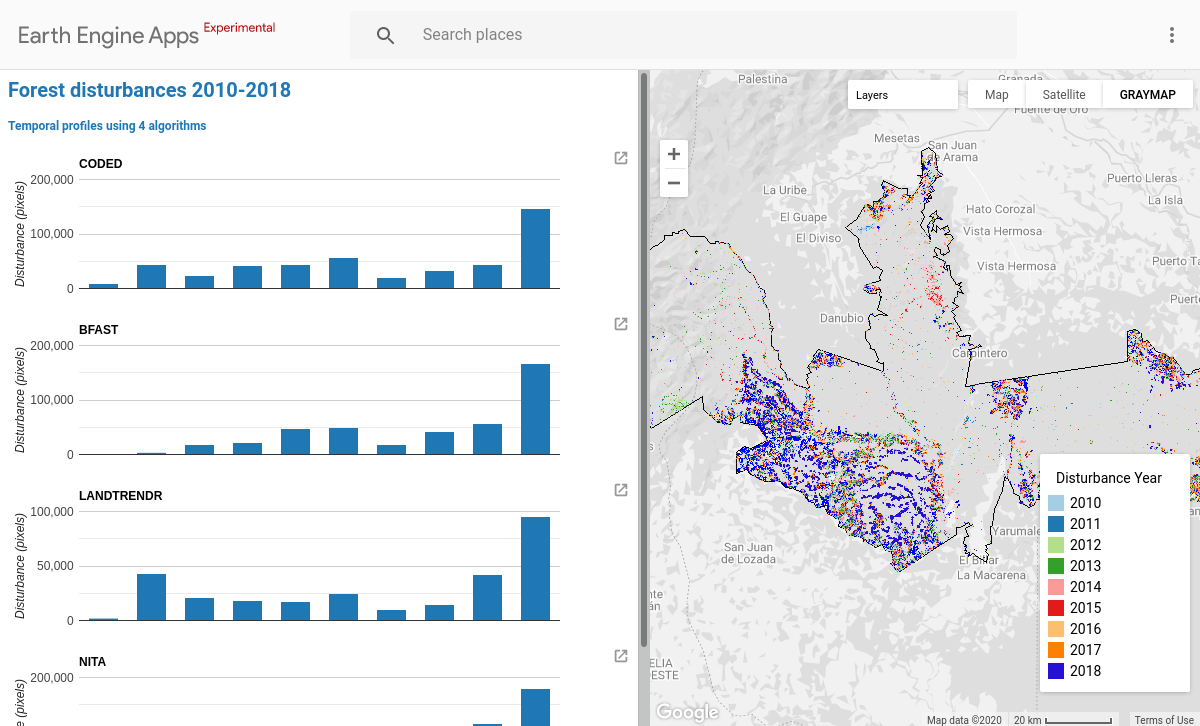 Earth Engine Apps Experimental
Search places
Forest disturbances 2010-2018
Temporal profiles using 4 algorithms
CODED
Disturbance (pixels)
200,000
100,000
0
BFAST
Disturbance (pixels)
200,000
100,000
0
LANDTRENDR
Disturbance (pixels)
100,000
50,000
0
NITA
200,000
Layers
Map
Satellite
GRAYMAP
+
−
Palestina
Granada
Fuente de Oro
Mesetas
San Juan
de Arama
Puerto Lleras
La Isla
La Uribe
El Guape
El Diviso
Hato Corozal
Vista Hermosa
Vista Hermosa
Danubio
Carpintero
San Juan
de Lozada
Yarumale
La Macarena
ELIA
ESTE
Disturbance Year
2010
2011
2012
2013
2014
2015
2016
2017
2018
Google
Map data ©2020
20 km
Terms of Use